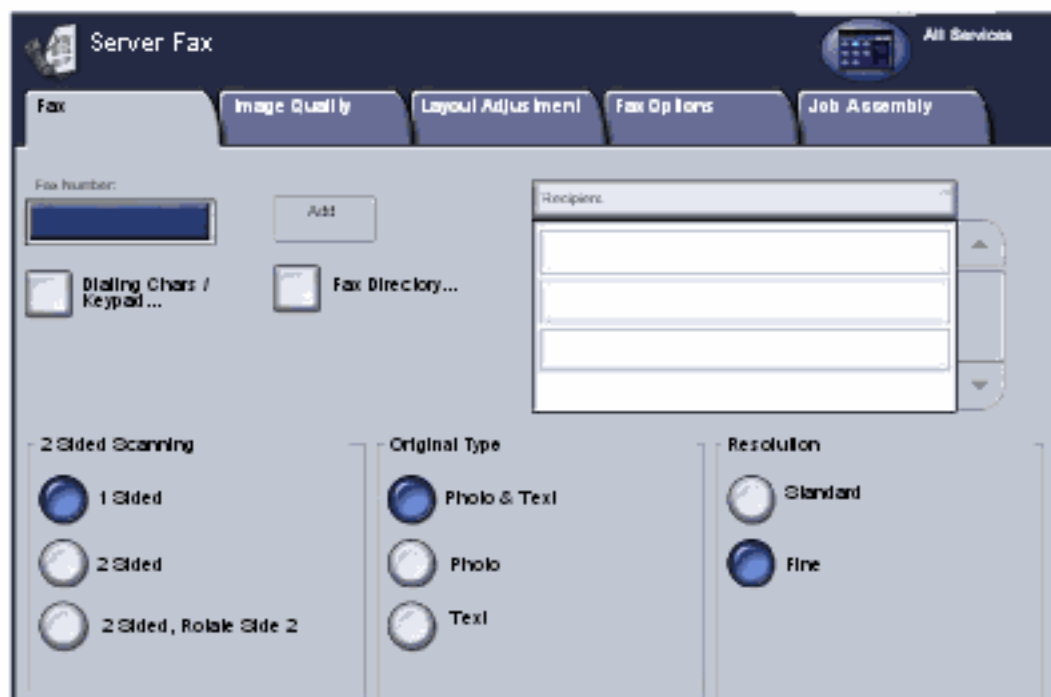 Server Fax
All Services
Fax
Image Quality
Layout Adjustment
Fax Options
Job Assembly
Fax Number:
Add
Recipient
Dialing Chars /
Keypad...
Fax Directory...
2 Sided Scanning
1 Sided
2 Sided
2 Sided, Rotate Side 2
Original Type
Photo & Text
Photo
Text
Resolution
Standard
Fine